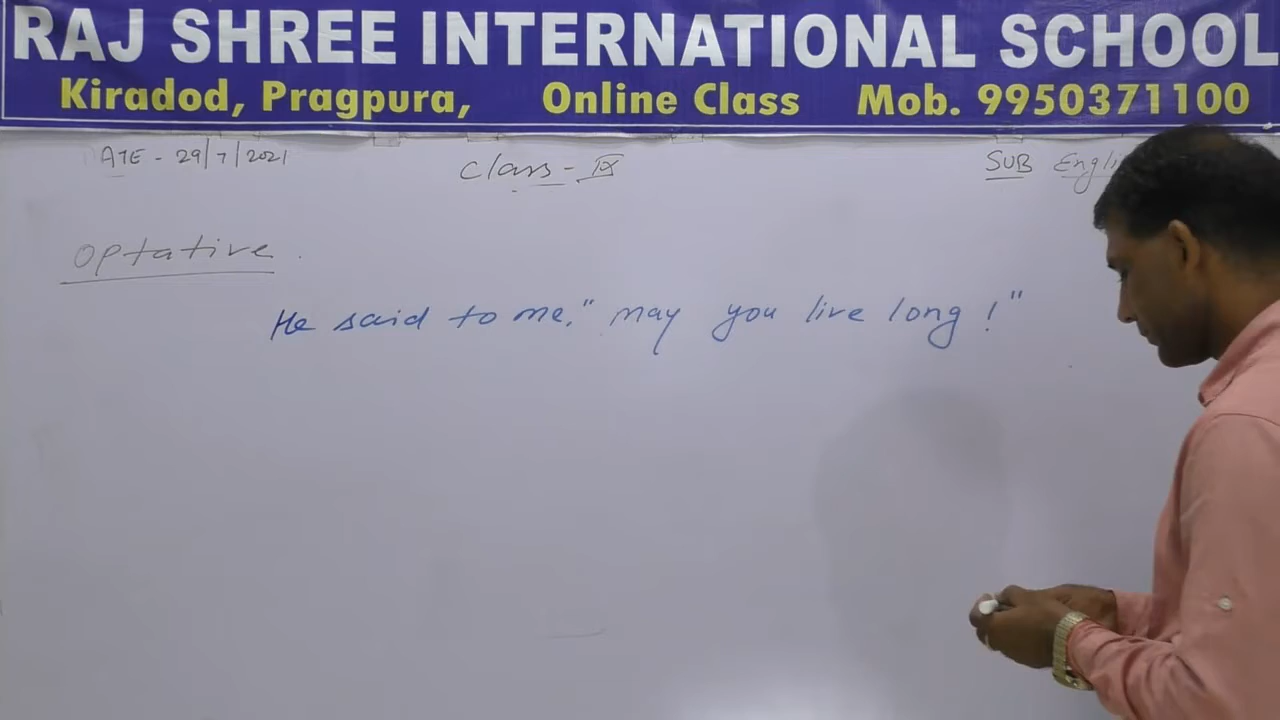 RAJ SHREE INTERNATIONAL SCHOOL
Kiradod, Pragpura, Online Class Mob. 9950371100
ATE - 29/7/2021 Class - IX SUB Engli
Optative.
He said to me," may you live long!"